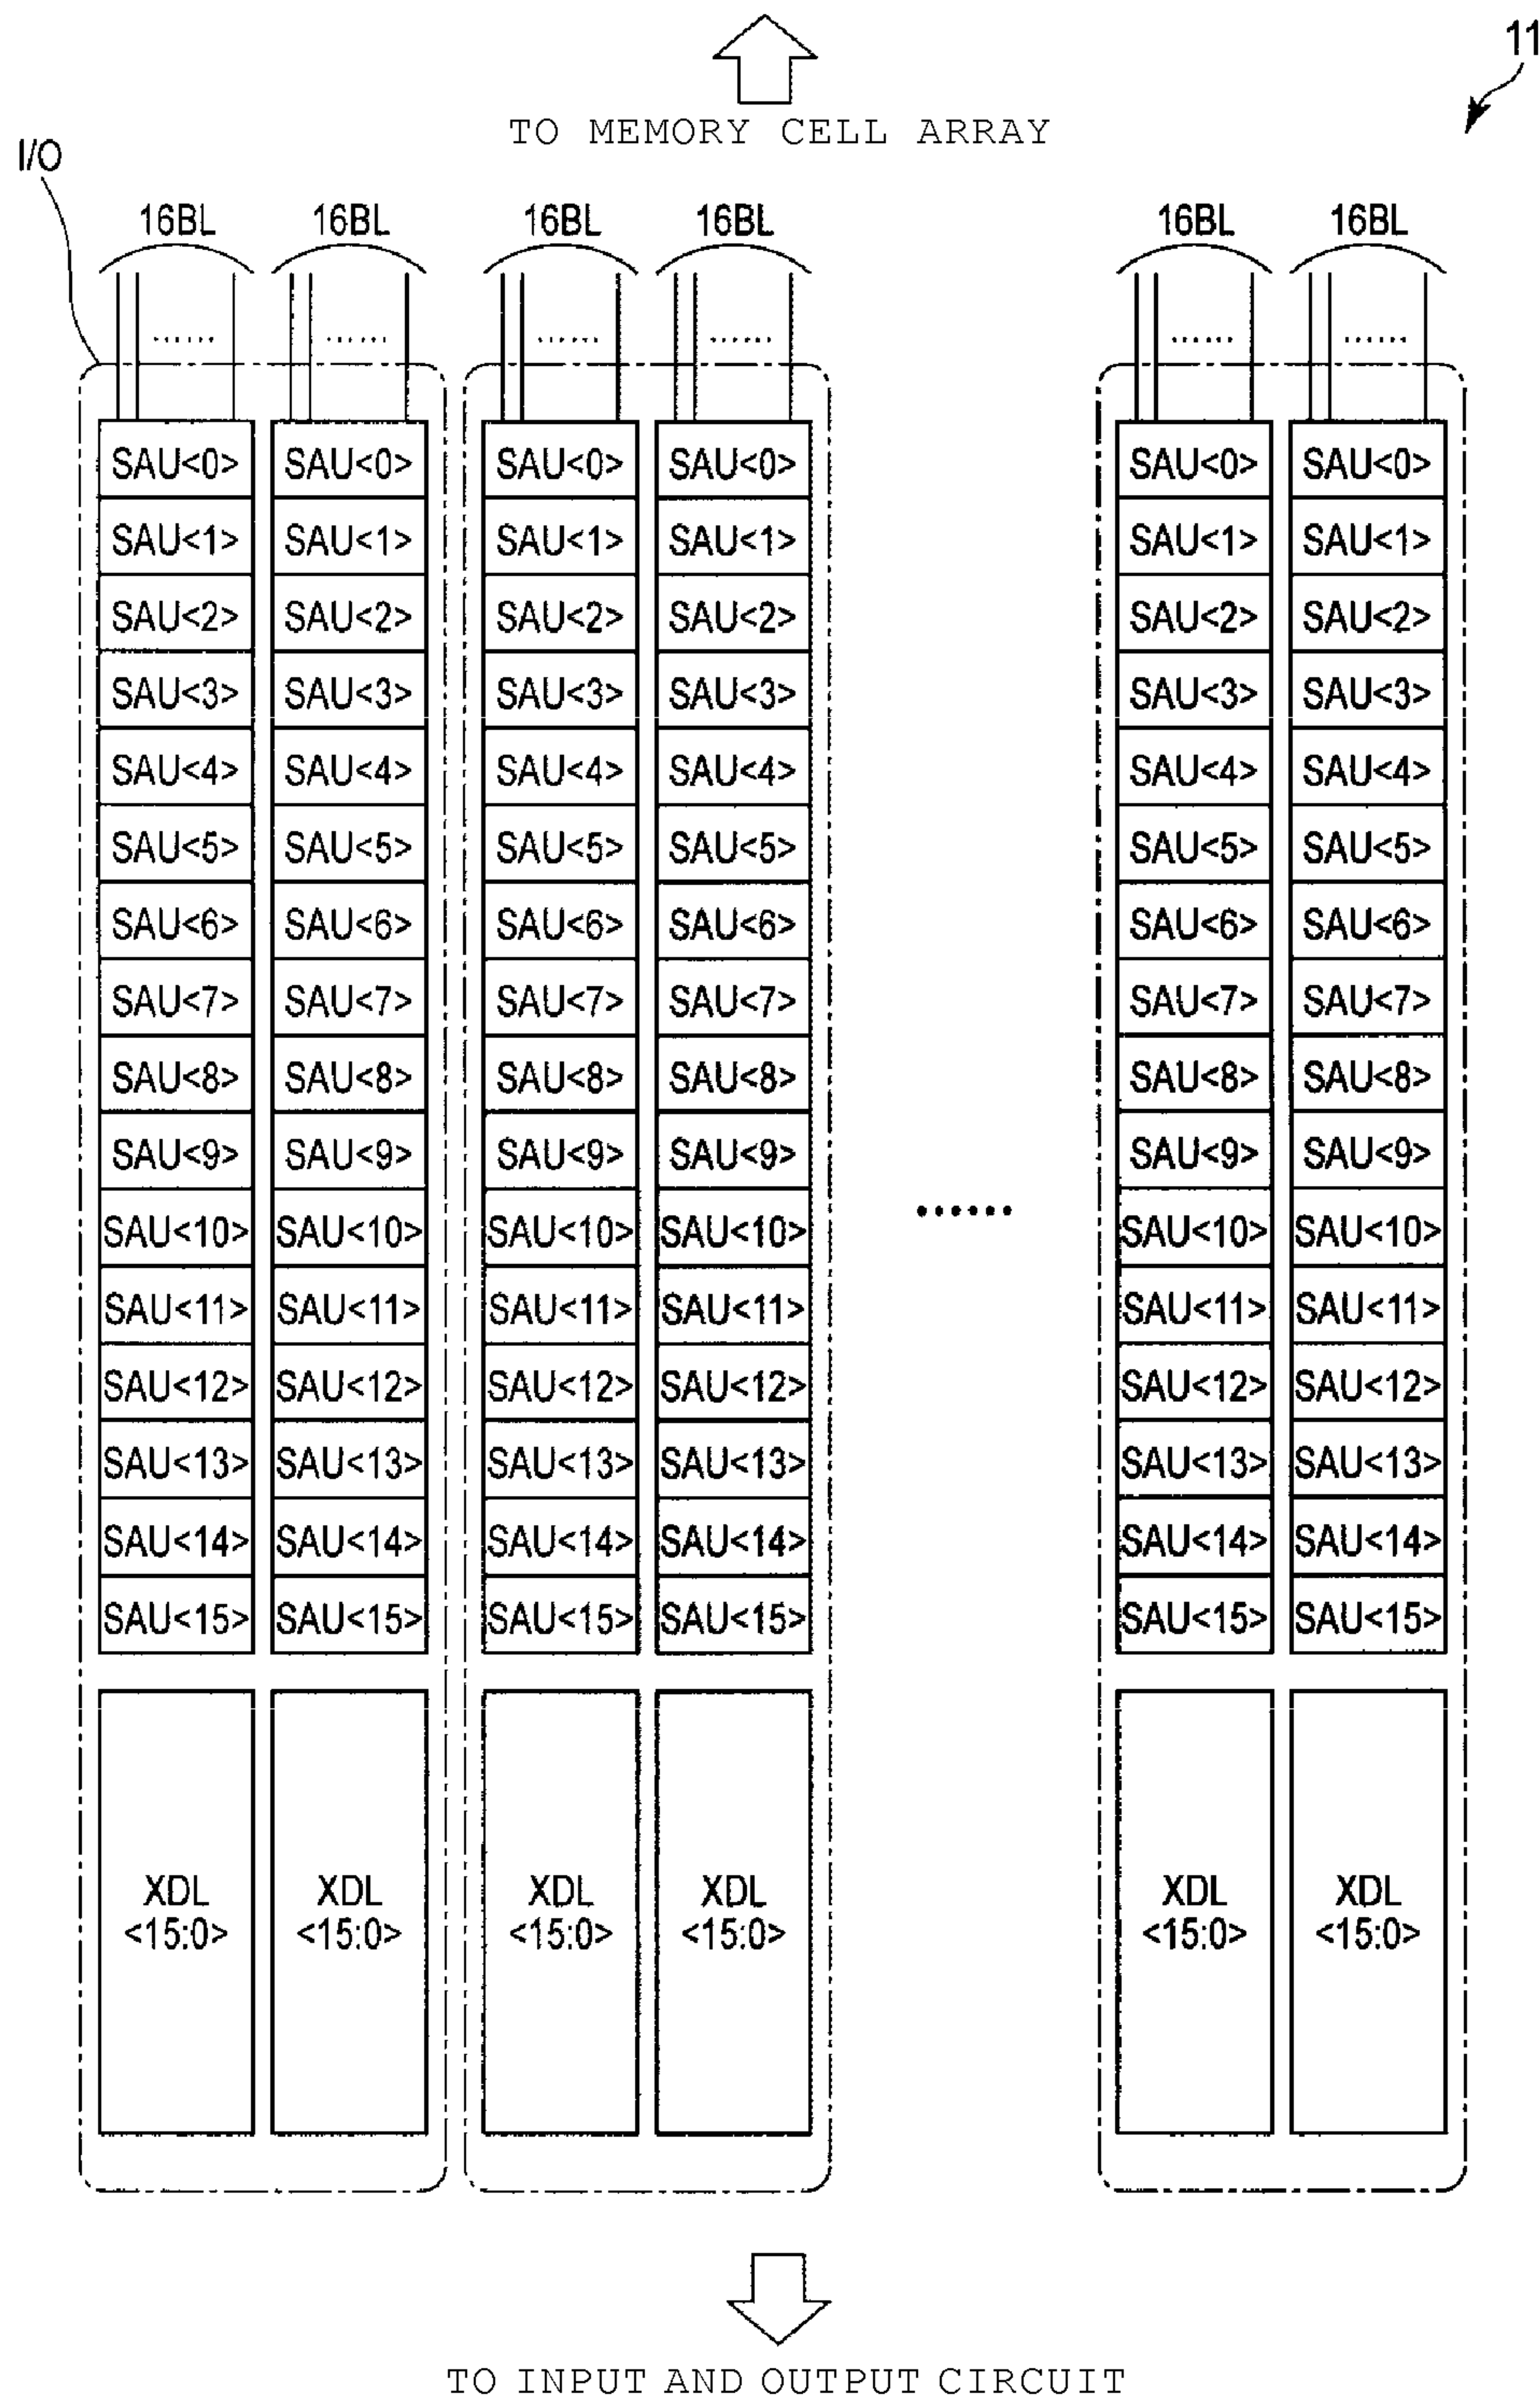 11
TO MEMORY CELL ARRAY
I/O
16BL 16BL 16BL 16BL 16BL 16BL
...... ...... ...... ...... ...... ......
SAU<0> SAU<0> SAU<0> SAU<0> SAU<0> SAU<0>
SAU<1> SAU<1> SAU<1> SAU<1> SAU<1> SAU<1>
SAU<2> SAU<2> SAU<2> SAU<2> SAU<2> SAU<2>
SAU<3> SAU<3> SAU<3> SAU<3> SAU<3> SAU<3>
SAU<4> SAU<4> SAU<4> SAU<4> SAU<4> SAU<4>
SAU<5> SAU<5> SAU<5> SAU<5> SAU<5> SAU<5>
SAU<6> SAU<6> SAU<6> SAU<6> SAU<6> SAU<6>
SAU<7> SAU<7> SAU<7> SAU<7> SAU<7> SAU<7>
SAU<8> SAU<8> SAU<8> SAU<8> SAU<8> SAU<8>
SAU<9> SAU<9> SAU<9> SAU<9> SAU<9> SAU<9>
SAU<10> SAU<10> SAU<10> SAU<10> ...... SAU<10> SAU<10>
SAU<11> SAU<11> SAU<11> SAU<11> SAU<11> SAU<11>
SAU<12> SAU<12> SAU<12> SAU<12> SAU<12> SAU<12>
SAU<13> SAU<13> SAU<13> SAU<13> SAU<13> SAU<13>
SAU<14> SAU<14> SAU<14> SAU<14> SAU<14> SAU<14>
SAU<15> SAU<15> SAU<15> SAU<15> SAU<15> SAU<15>
XDL XDL XDL XDL XDL XDL
<15:0> <15:0> <15:0> <15:0> <15:0> <15:0>
TO INPUT AND OUTPUT CIRCUIT